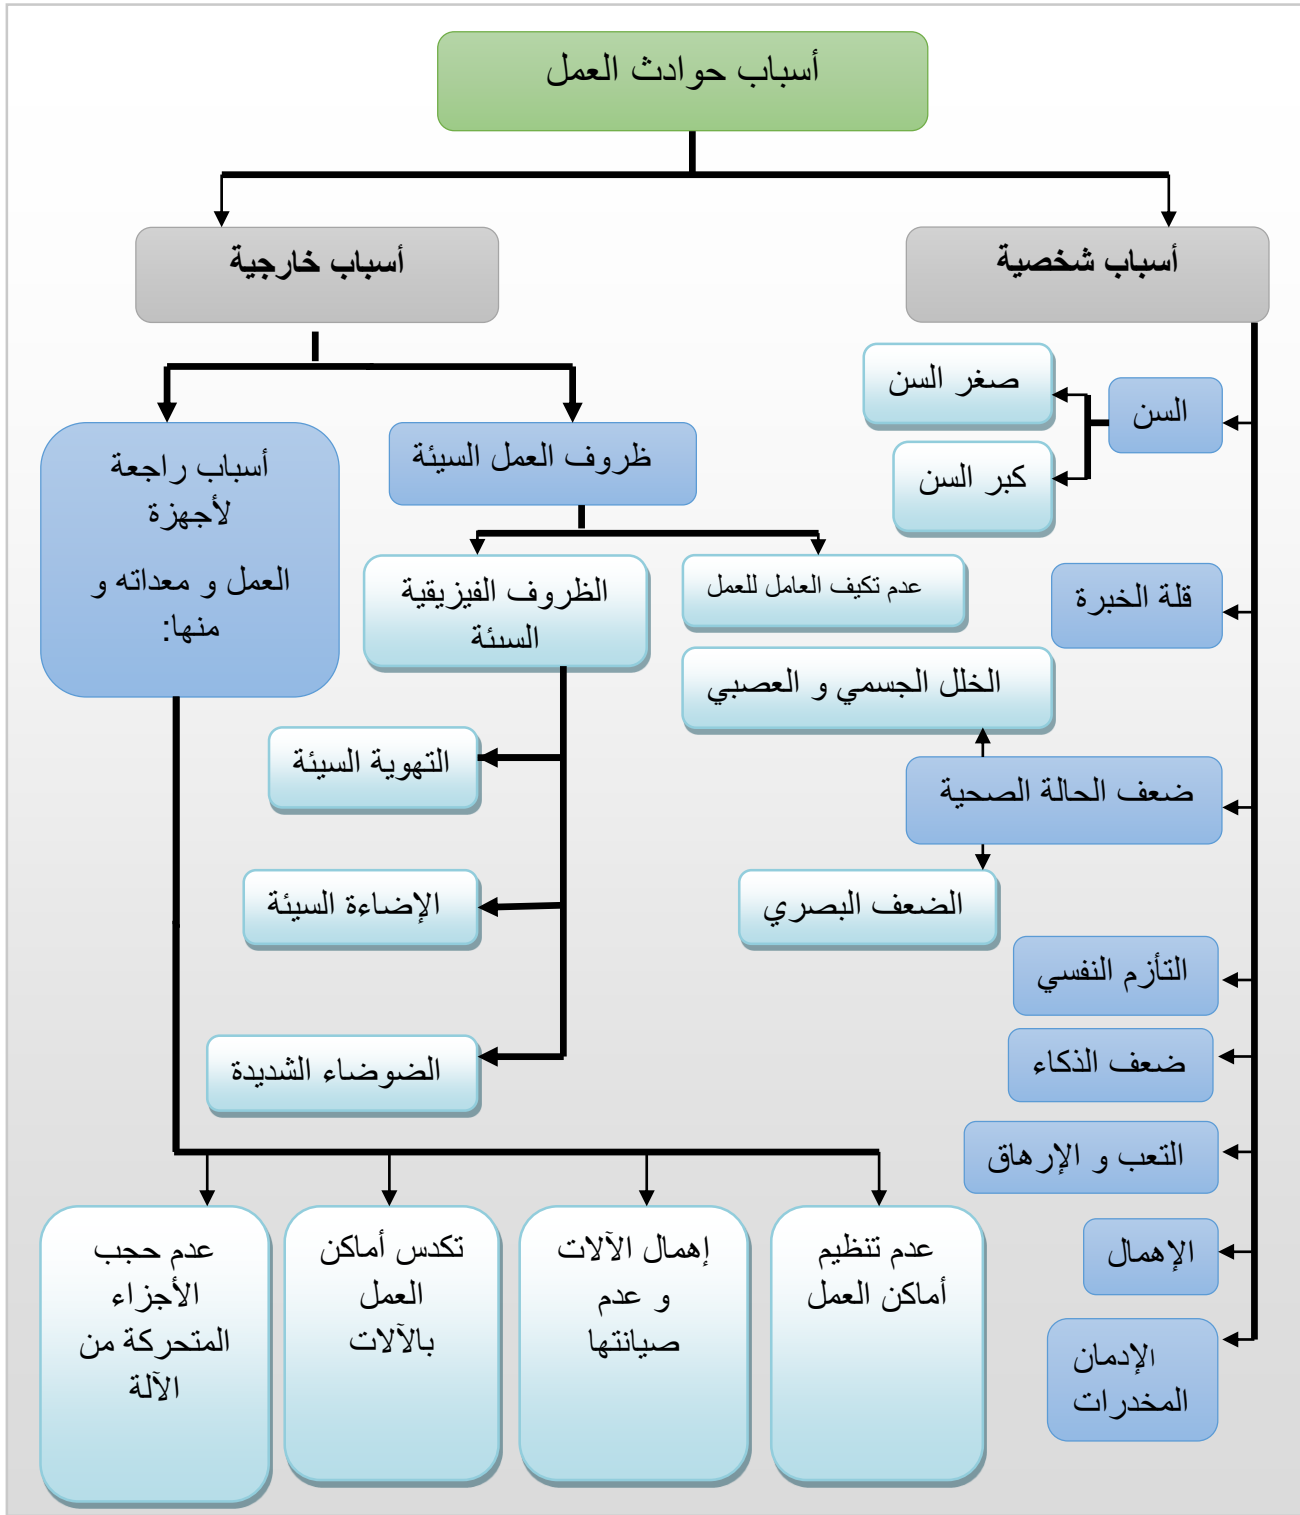 أسباب حوادث العمل
أسباب شخصية
أسباب خارجية
السن
صغر السن
كبر السن
قلة الخبرة
ضعف الحالة الصحية
الخلل الجسمي و العصبي
الضعف البصري
التأزم النفسي
ضعف الذكاء
التعب و الإرهاق
الإهمال
الإدمان
المخدرات
ظروف العمل السيئة
عدم تكيف العامل للعمل
الظروف الفيزيقية
السيئة
التهوية السيئة
الإضاءة السيئة
الضوضاء الشديدة
أسباب راجعة
لأجهزة
العمل و معداته و
منها:
عدم تنظيم
أماكن العمل
إهمال الآلات
و عدم
صيانتها
تكدس أماكن
العمل
بالآلات
عدم حجب
الأجزاء
المتحركة من
الآلة